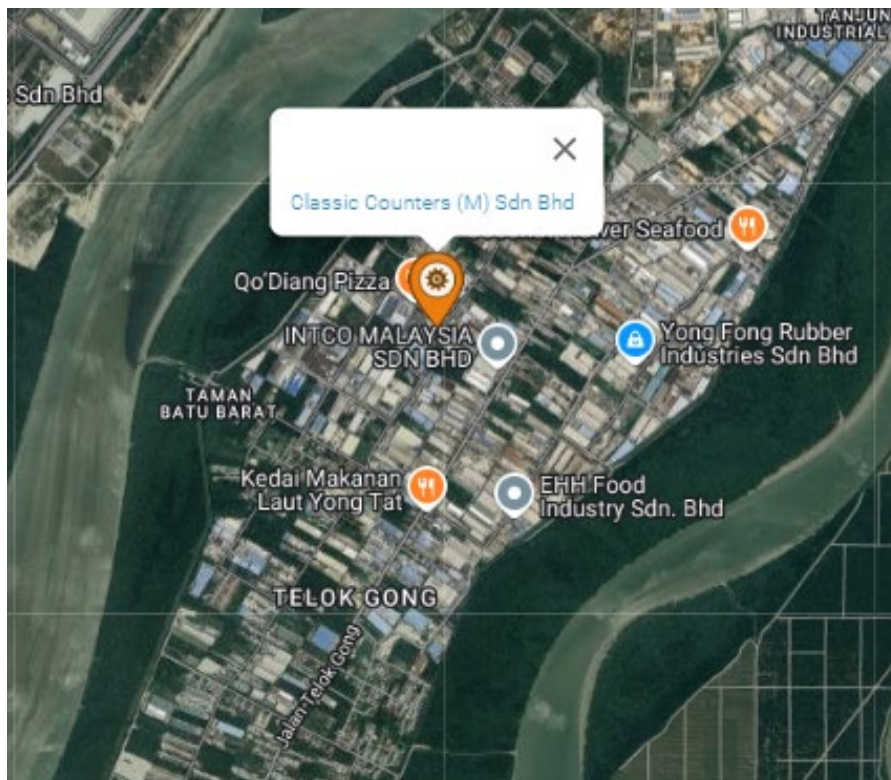 TANJUN
INDUSTRIAL
Sdn Bhd
Classic Counters (M) Sdn Bhd
Seafood
Qo'Diang Pizza
INTCO MALAYSIA
SDN BHD
Yong Fong Rubber
Industries Sdn Bhd
TAMAN
BATU BARAT
Kedai Makanan
Laut Yong Tat
EHH Food
Industry Sdn. Bhd
TELOK GONG
Jalan-Telok Gong